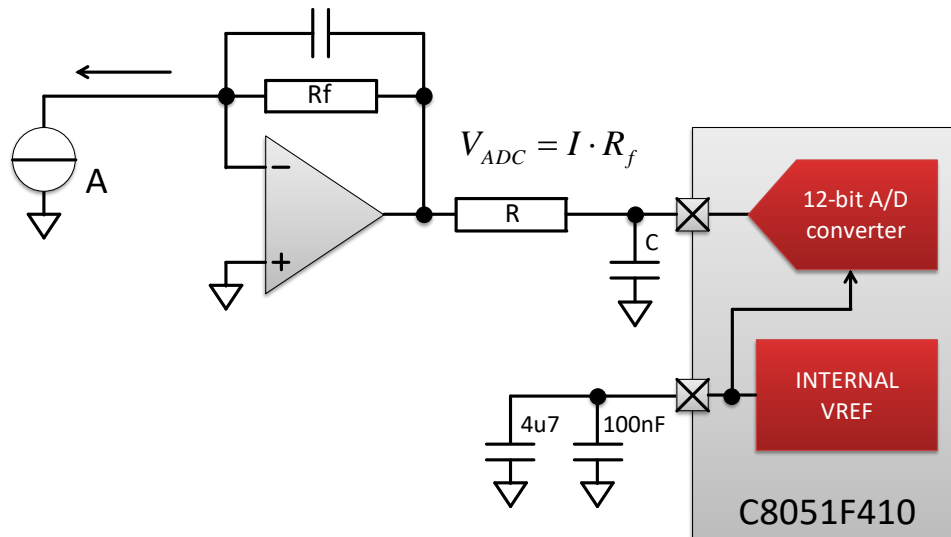 Rf
A
−
+
V_ADC = I · R_f
R
C
12-bit A/D
converter
4u7
100nF
INTERNAL
VREF
C8051F410